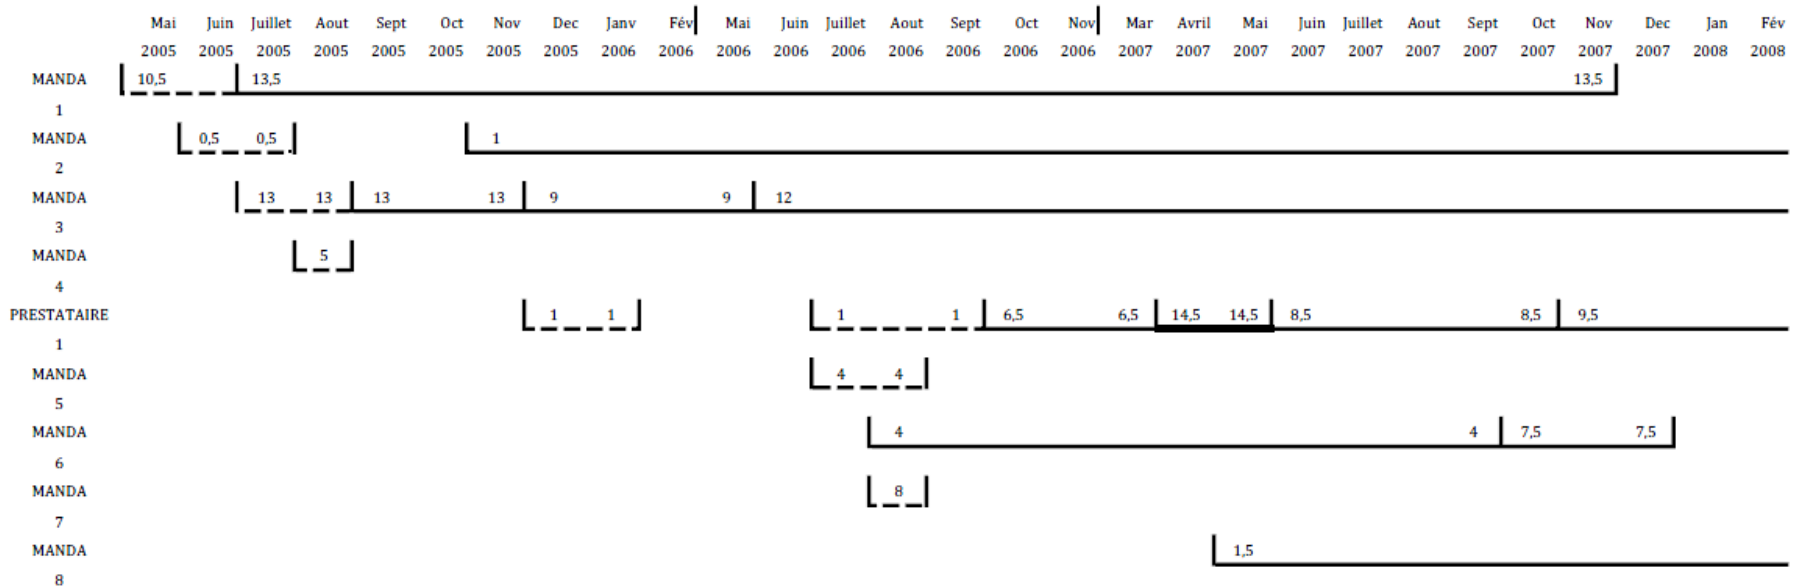 Mai Juin Juillet Aout Sept Oct Nov Dec Janv Fév Mai Juin Juillet Aout Sept Oct Nov Mar Avril Mai Juin Juillet Aout Sept Oct Nov Dec Jan Fév
2005 2005 2005 2005 2005 2005 2005 2005 2006 2006 2006 2006 2006 2006 2006 2006 2006 2007 2007 2007 2007 2007 2007 2007 2007 2007 2007 2008 2008
MANDA 10,5 13,5 13,5
1
MANDA 0,5 0,5 1
2
MANDA 13 13 13 13 9 9 12
3
MANDA 5
4
PRESTATAIRE 1 1 1 1 6,5 6,5 14,5 14,5 8,5 8,5 9,5
1
MANDA 4 4
5
MANDA 4 4 7,5 7,5
6
MANDA 8
7
MANDA 1,5
8